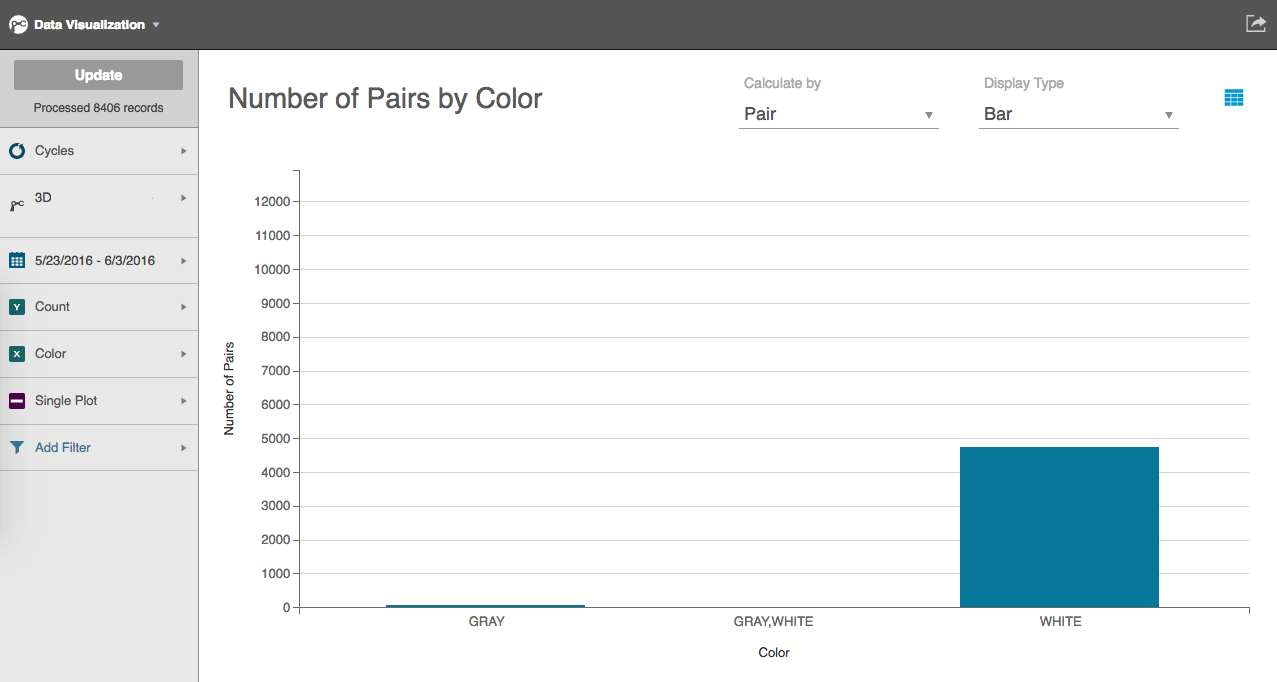 Data Visualization
Update
Processed 8406 records
Cycles
3D
5/23/2016 - 6/3/2016
Y Count
X Color
Single Plot
Add Filter
Number of Pairs by Color
Calculate by
Pair
Display Type
Bar
Number of Pairs
12000
11000
10000
9000
8000
7000
6000
5000
4000
3000
2000
1000
0
GRAY GRAY,WHITE WHITE
Color